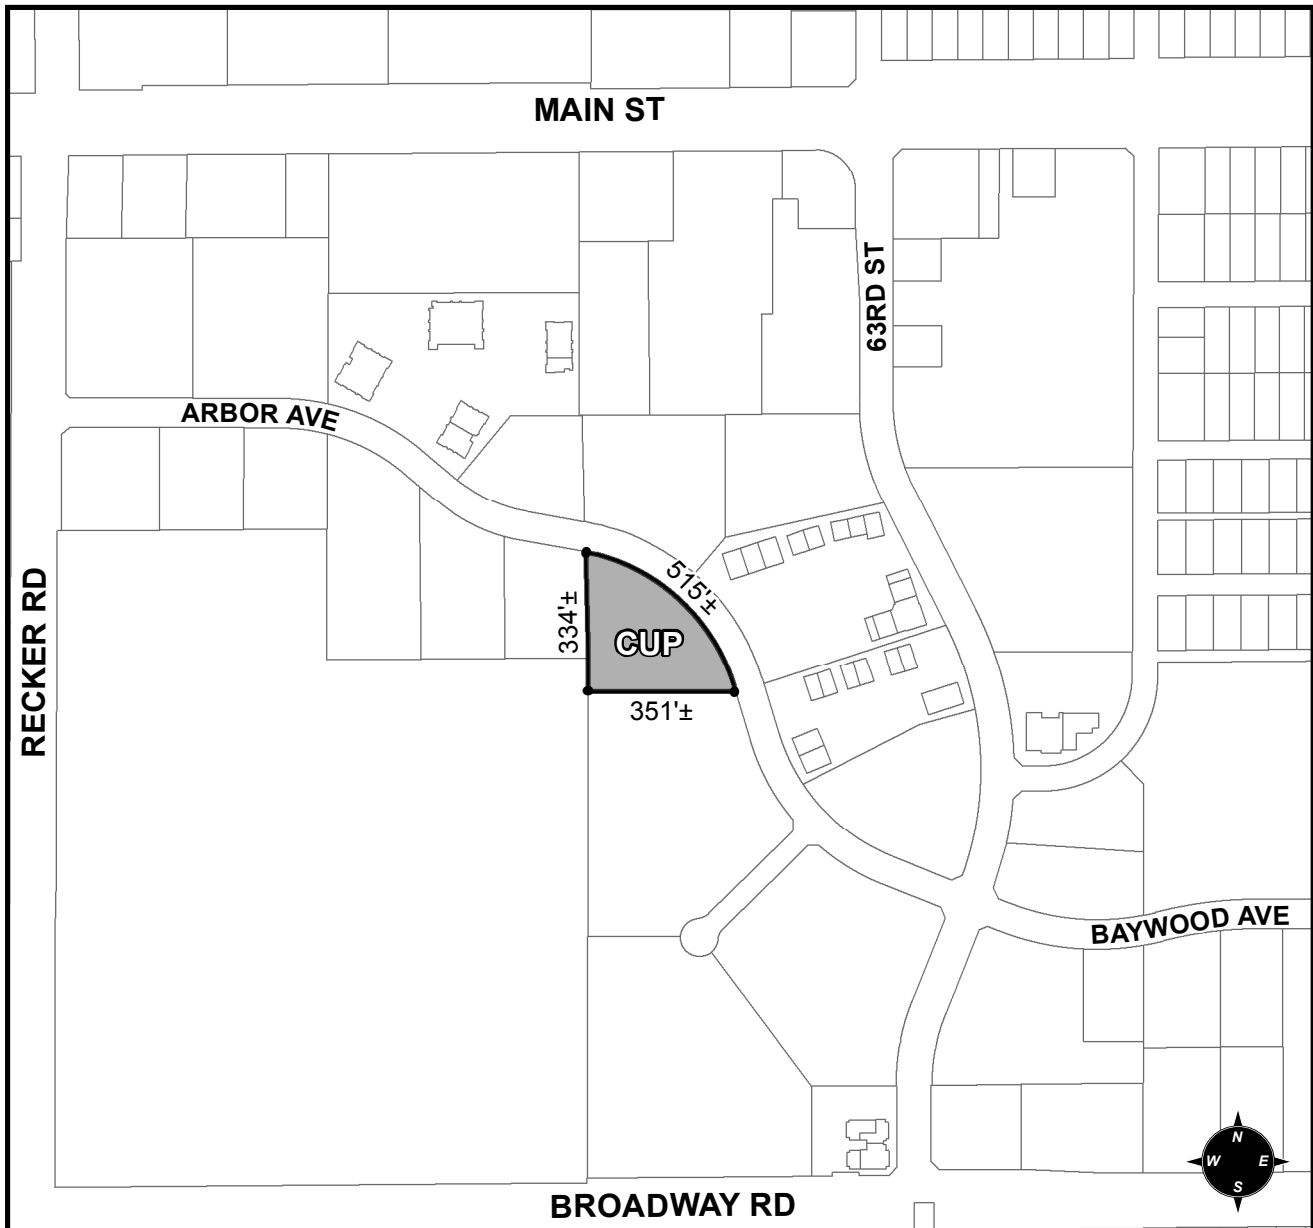 MAIN ST
63RD ST
ARBOR AVE
515'±
334'±
CUP
RECKER RD
351'±
BAYWOOD AVE
N
W E
S
BROADWAY RD